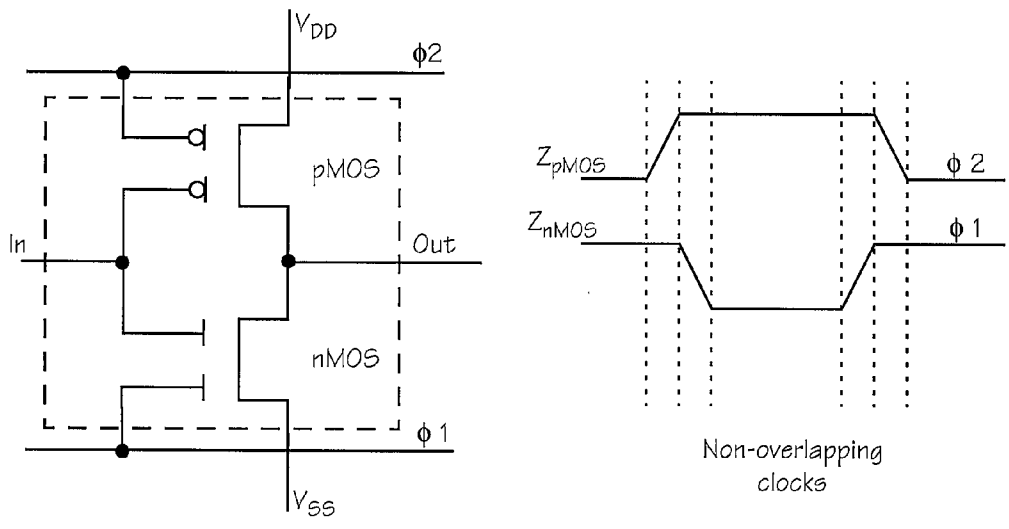 V_DD
ϕ2
pMOS
In
Out
nMOS
ϕ1
V_SS
Z_pMOS
ϕ 2
Z_nMOS
ϕ 1
Non-overlapping
clocks